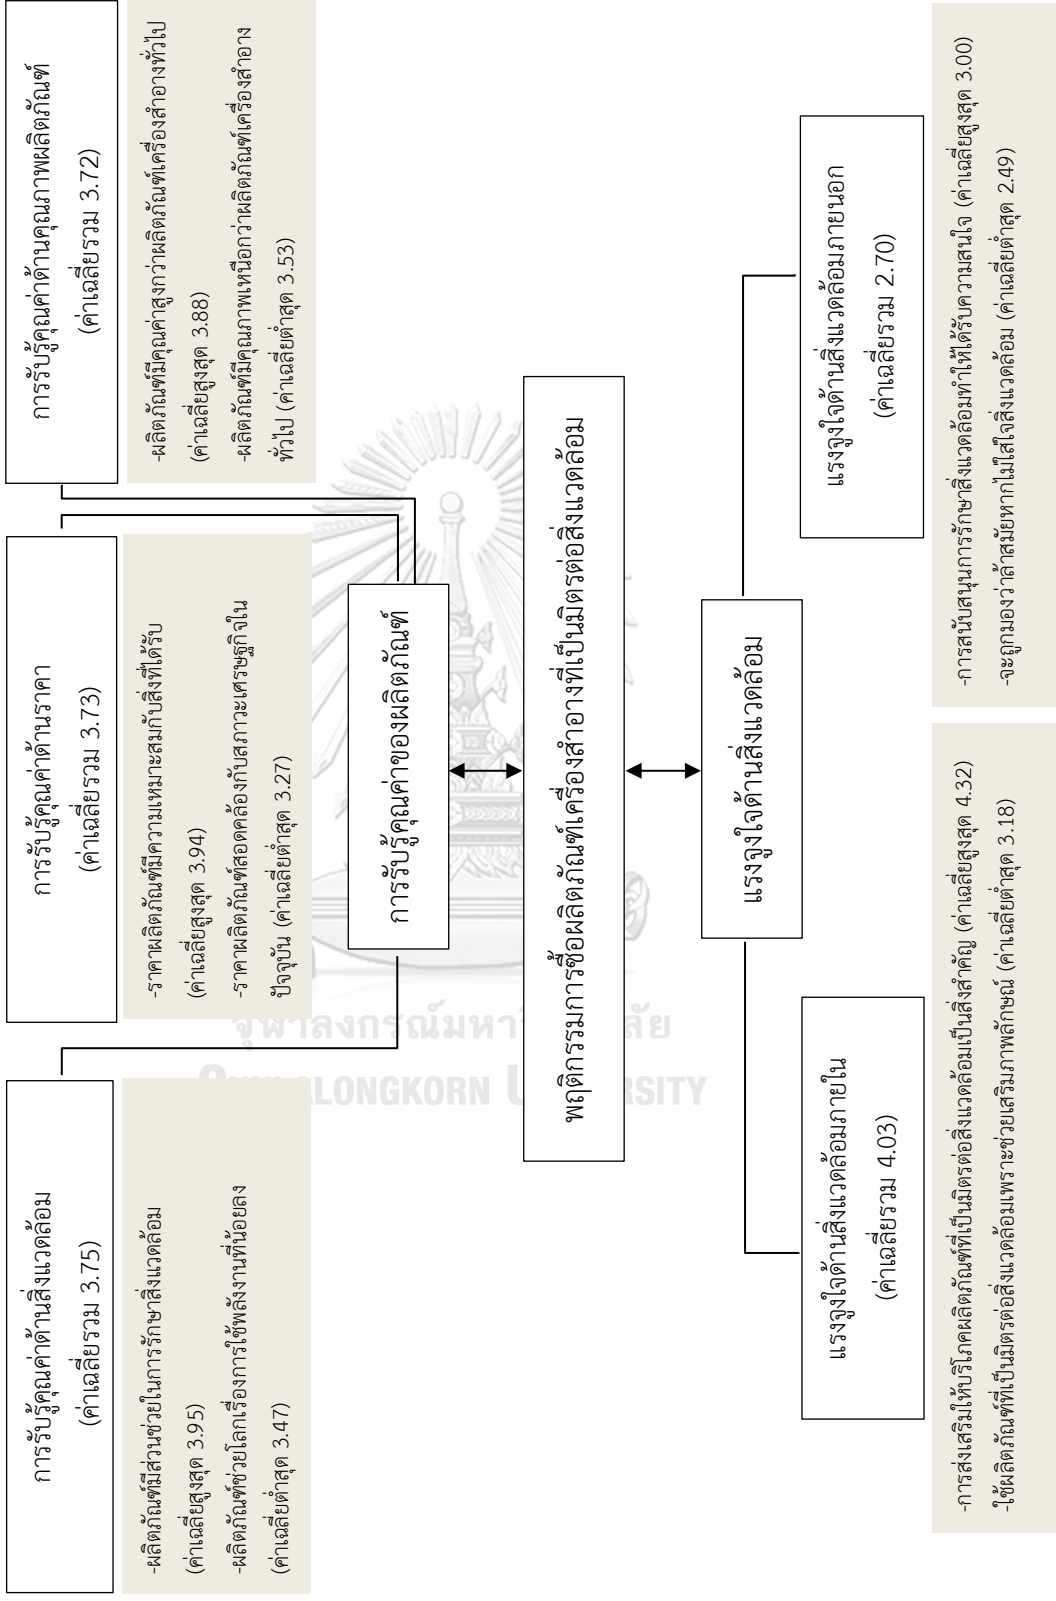 การรับรู้คุณค่าด้านสิ่งแวดล้อม
(ค่าเฉลี่ยรวม 3.75)
-ผลิตภัณฑ์มีส่วนช่วยในการรักษาสิ่งแวดล้อม
(ค่าเฉลี่ยสูงสุด 3.95)
-ผลิตภัณฑ์ช่วยโลกเรื่องการใช้พลังงานที่น้อยลง
(ค่าเฉลี่ยต่ำสุด 3.47)
การรับรู้คุณค่าด้านราคา
(ค่าเฉลี่ยรวม 3.73)
-ราคาผลิตภัณฑ์มีความเหมาะสมกับสิ่งที่ได้รับ
(ค่าเฉลี่ยสูงสุด 3.94)
-ราคาผลิตภัณฑ์สอดคล้องกับสภาวะเศรษฐกิจใน
ปัจจุบัน (ค่าเฉลี่ยต่ำสุด 3.27)
การรับรู้คุณค่าด้านคุณภาพผลิตภัณฑ์
(ค่าเฉลี่ยรวม 3.72)
-ผลิตภัณฑ์มีคุณค่าสูงกว่าผลิตภัณฑ์เครื่องสำอางทั่วไป
(ค่าเฉลี่ยสูงสุด 3.88)
-ผลิตภัณฑ์มีคุณภาพเหนือกว่าผลิตภัณฑ์เครื่องสำอาง
ทั่วไป (ค่าเฉลี่ยต่ำสุด 3.53)
การรับรู้คุณค่าของผลิตภัณฑ์
พฤติกรรมการซื้อผลิตภัณฑ์เครื่องสำอางที่เป็นมิตรต่อสิ่งแวดล้อม
แรงจูงใจด้านสิ่งแวดล้อม
แรงจูงใจด้านสิ่งแวดล้อมภายใน
(ค่าเฉลี่ยรวม 4.03)
-การส่งเสริมให้บริโภคผลิตภัณฑ์ที่เป็นมิตรต่อสิ่งแวดล้อมเป็นสิ่งสำคัญ (ค่าเฉลี่ยสูงสุด 4.32)
-ใช้ผลิตภัณฑ์ที่เป็นมิตรต่อสิ่งแวดล้อมเพราะช่วยเสริมภาพลักษณ์ (ค่าเฉลี่ยต่ำสุด 3.18)
แรงจูงใจด้านสิ่งแวดล้อมภายนอก
(ค่าเฉลี่ยรวม 2.70)
-การสนับสนุนการรักษาสิ่งแวดล้อมทำให้ได้รับความสนใจ (ค่าเฉลี่ยสูงสุด 3.00)
-จะถูกมองว่าล้าสมัยหากไม่ใส่ใจสิ่งแวดล้อม (ค่าเฉลี่ยต่ำสุด 2.49)